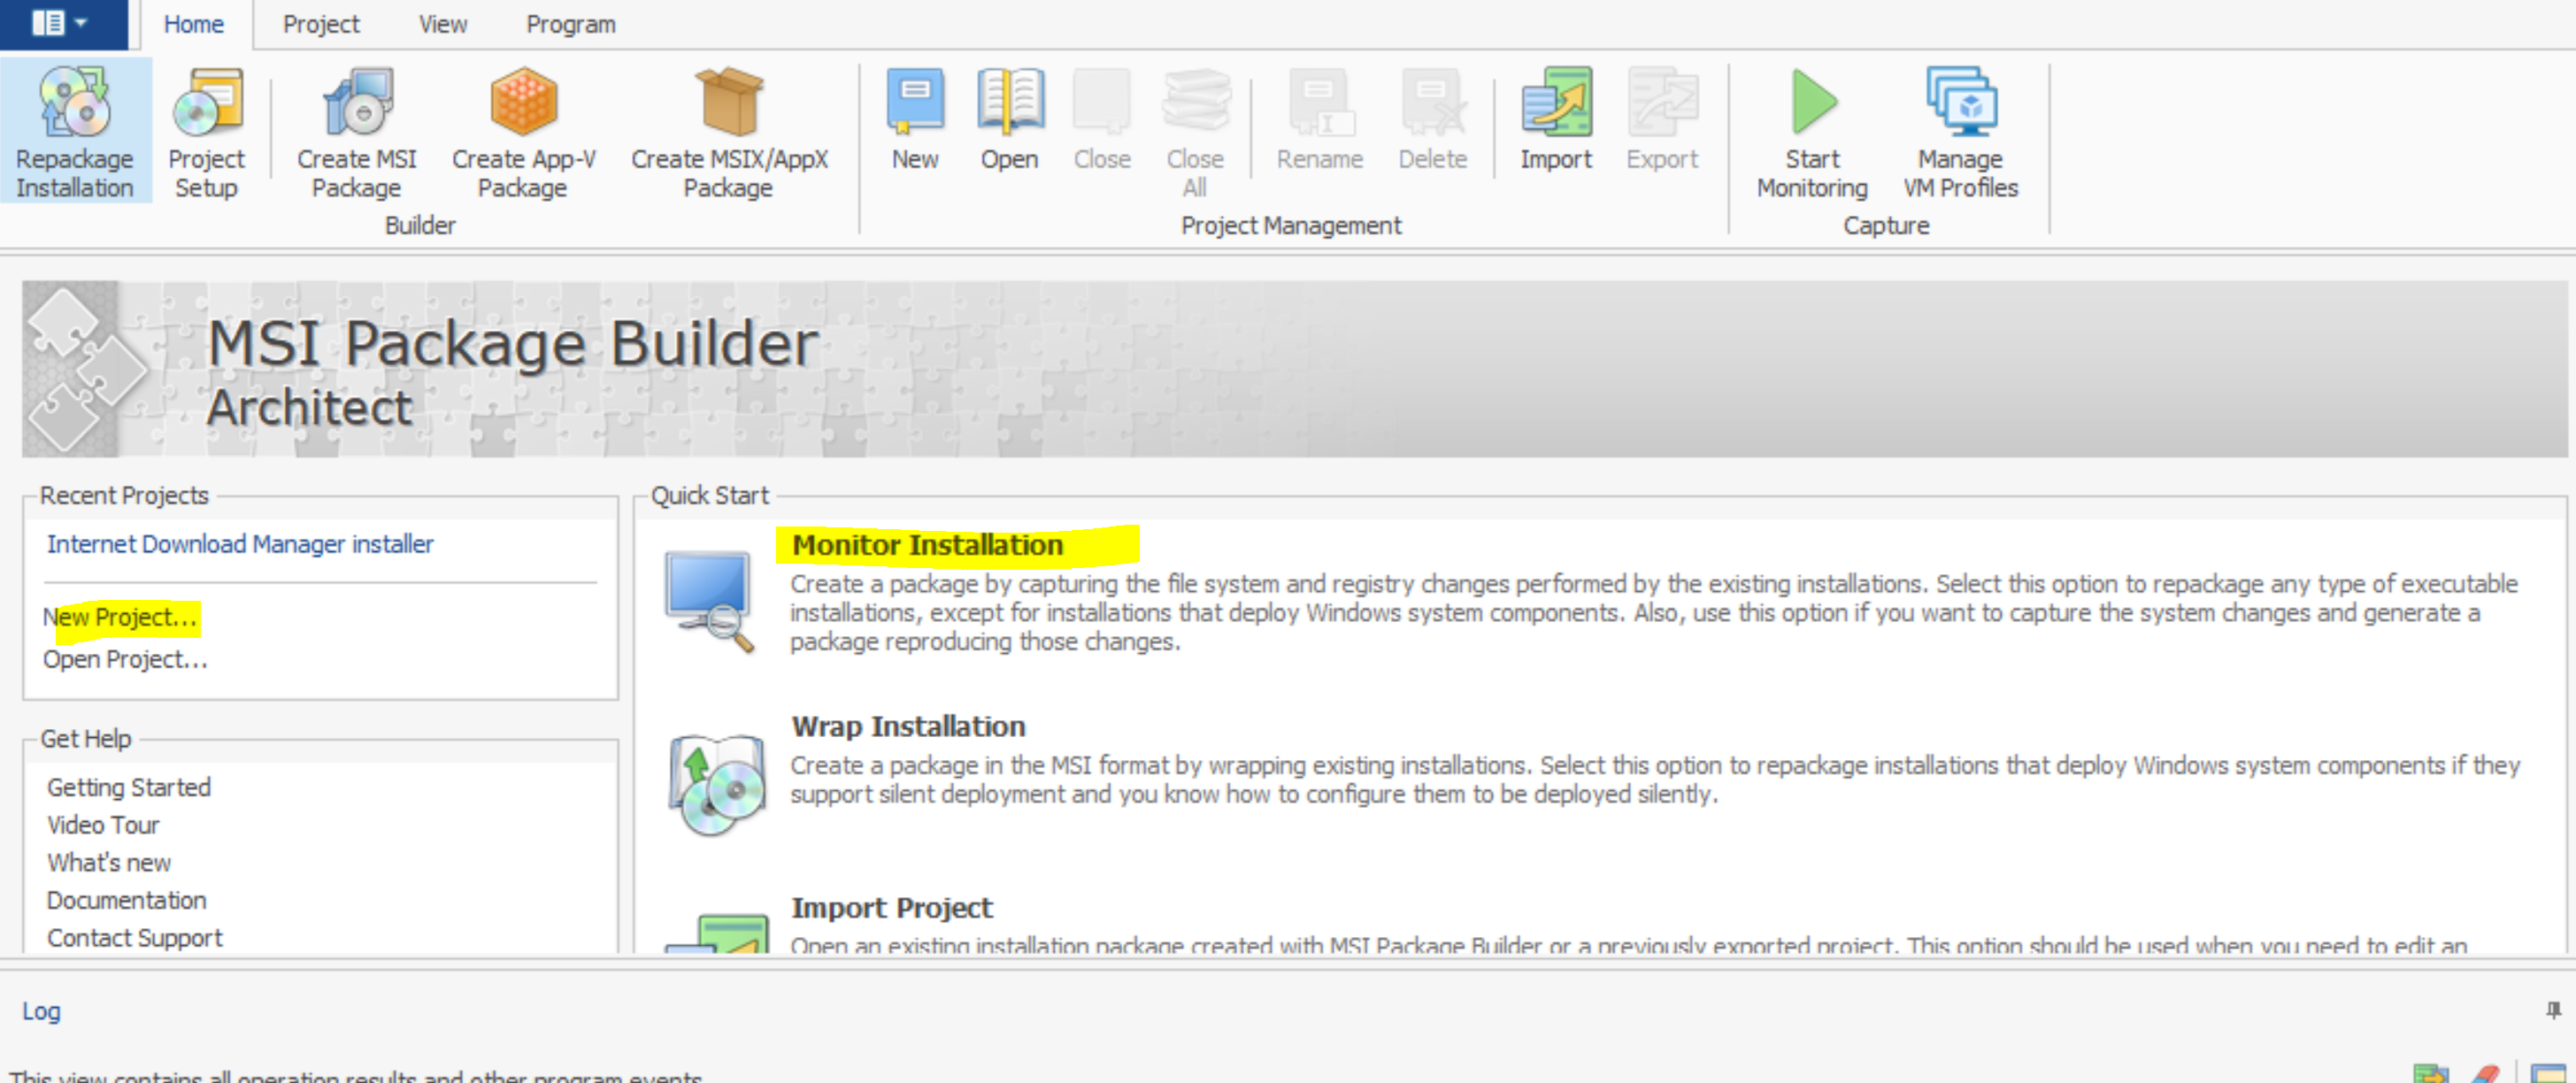 Home Project View Program
Repackage Installation
Project Setup
Create MSI Package
Create App-V Package
Create MSIX/AppX Package
Builder
New
Open
Close
Close All
Rename
Delete
Import
Export
Project Management
Start Monitoring
Manage VM Profiles
Capture
MSI Package Builder
Architect
Recent Projects
Internet Download Manager installer
New Project...
Open Project...
Get Help
Getting Started
Video Tour
What's new
Documentation
Contact Support
Quick Start
Monitor Installation
Create a package by capturing the file system and registry changes performed by the existing installations. Select this option to repackage any type of executable
installations, except for installations that deploy Windows system components. Also, use this option if you want to capture the system changes and generate a
package reproducing those changes.
Wrap Installation
Create a package in the MSI format by wrapping existing installations. Select this option to repackage installations that deploy Windows system components if they
support silent deployment and you know how to configure them to be deployed silently.
Import Project
Open an existing installation package created with MSI Package Builder or a previously exported project. This option should be used when you need to edit an
Log
This view contains all operation results and other program events.